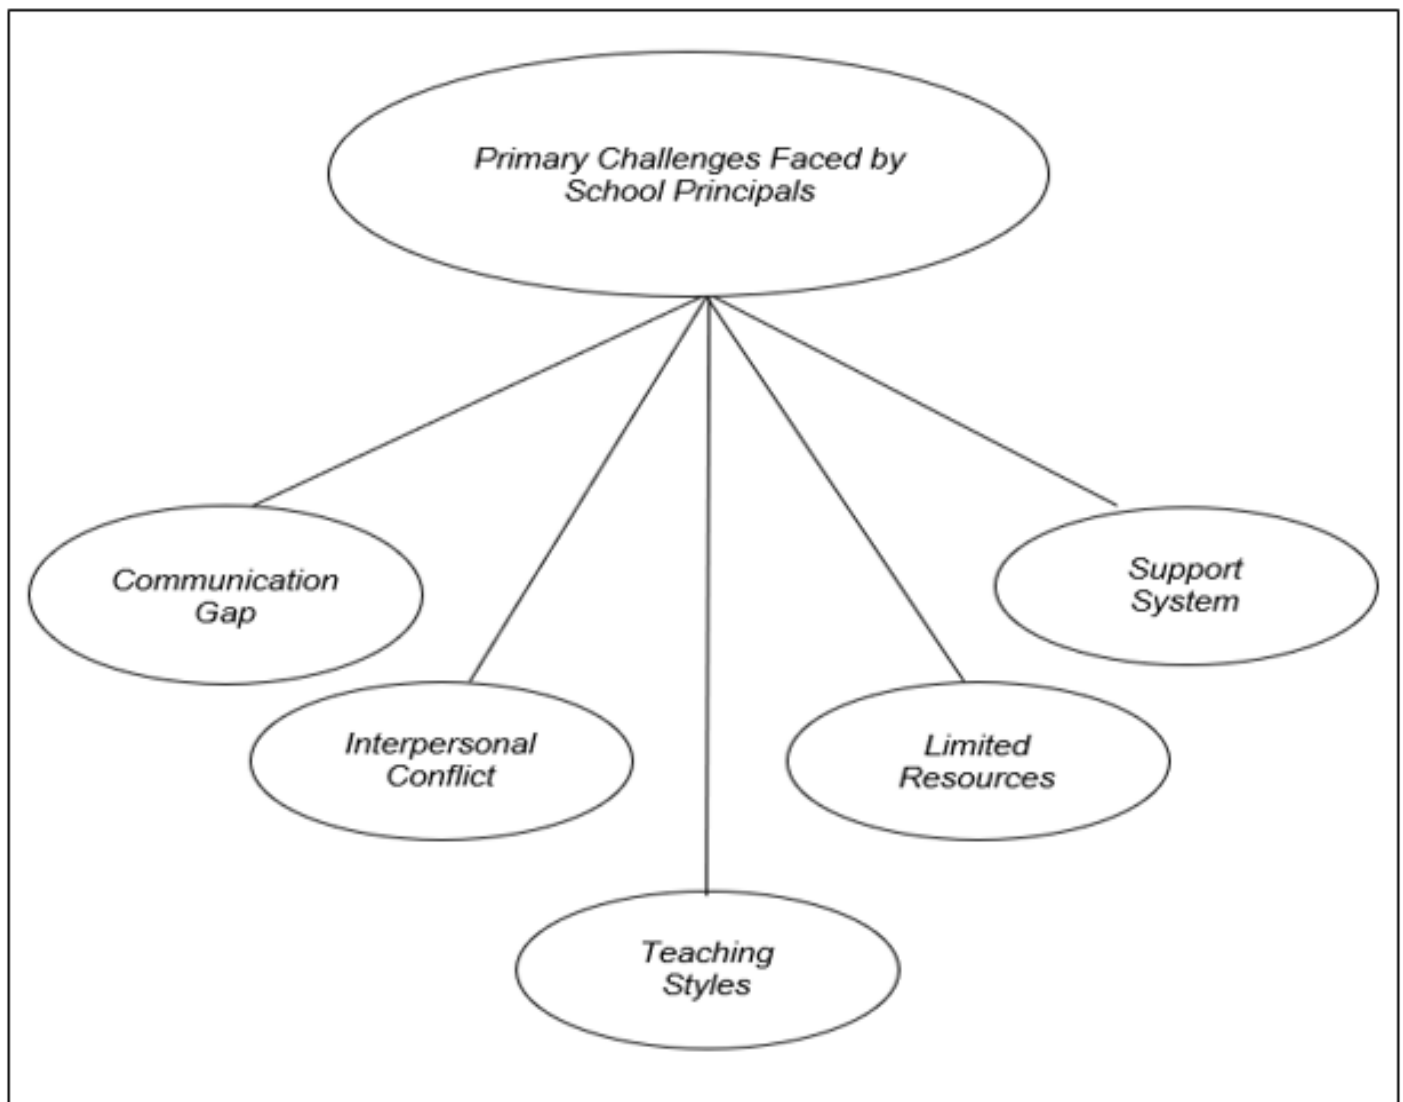 Primary Challenges Faced by
School Principals
Communication
Gap
Support
System
Interpersonal
Conflict
Limited
Resources
Teaching
Styles